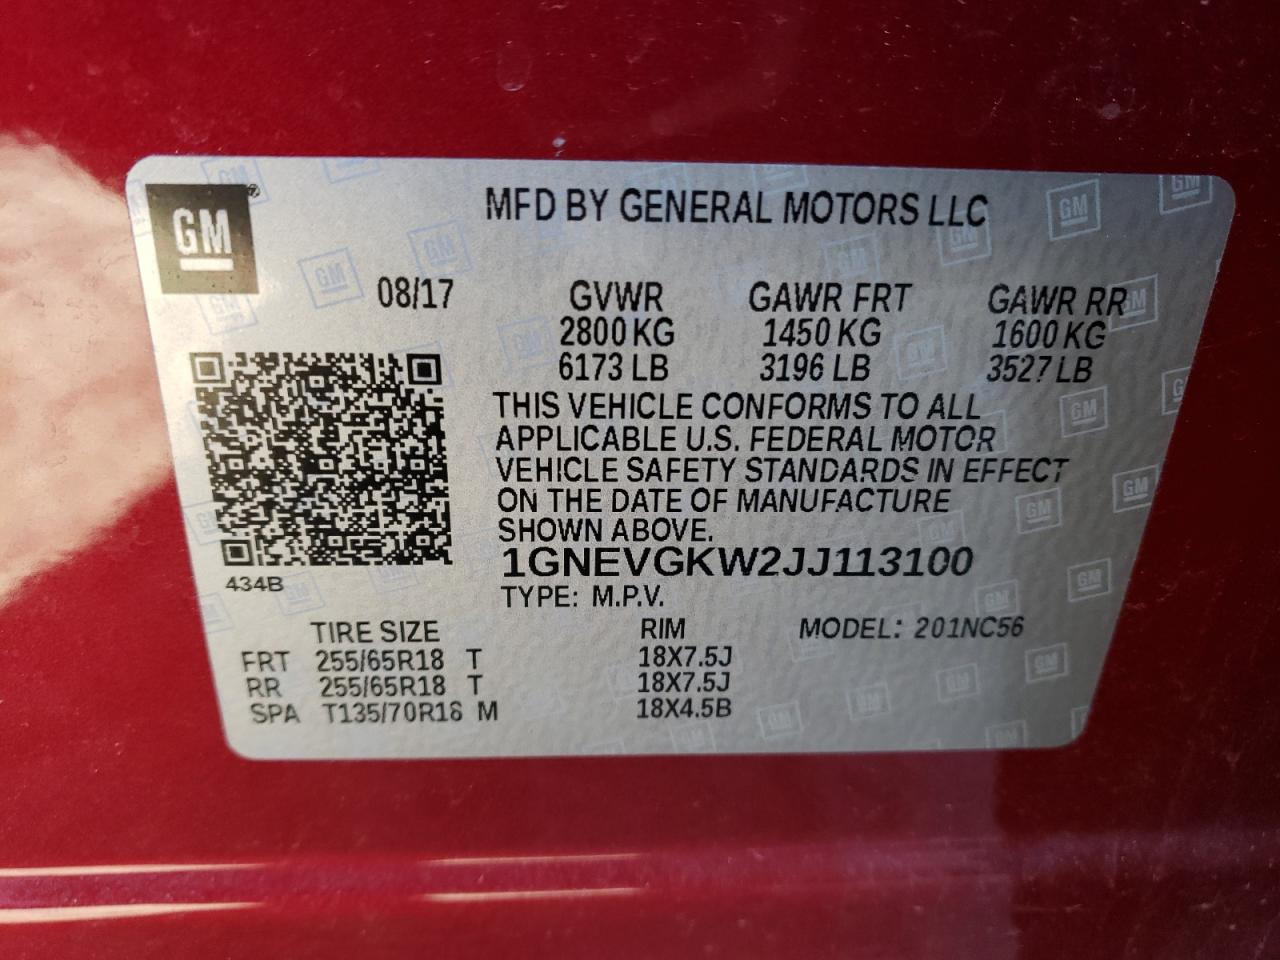 GM
MFD BY GENERAL MOTORS LLC
08/17 GVWR GAWR FRT GAWR RR
2800 KG 1450 KG 1600 KG
6173 LB 3196 LB 3527 LB
THIS VEHICLE CONFORMS TO ALL
APPLICABLE U.S. FEDERAL MOTOR
VEHICLE SAFETY STANDARDS IN EFFECT
ON THE DATE OF MANUFACTURE
SHOWN ABOVE.
1GNEVGKW2JJ113100
434B
TYPE: M.P.V.
TIRE SIZE RIM MODEL: 201NC56
FRT 255/65R18 T 18X7.5J
RR 255/65R18 T 18X7.5J
SPA T135/70R18 M 18X4.5B